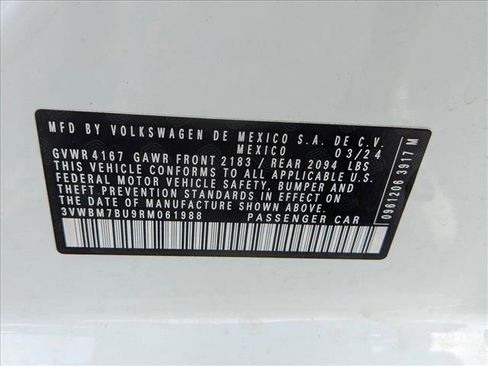 MFD BY VOLKSWAGEN DE MEXICO S.A. DE C.V.
MEXICO 03/24
GVWR 4167 GAWR FRONT 2183 / REAR 2094 LBS
THIS VEHICLE CONFORMS TO ALL APPLICABLE
FEDERAL MOTOR VEHICLE SAFETY, BUMPER AND
THEFT PREVENTION STANDARDS IN EFFECT ON
THE DATE OF MANUFACTURE SHOWN ABOVE.
3VWBM7BU9RM061988 PASSENGER CAR
0961206 3917 M